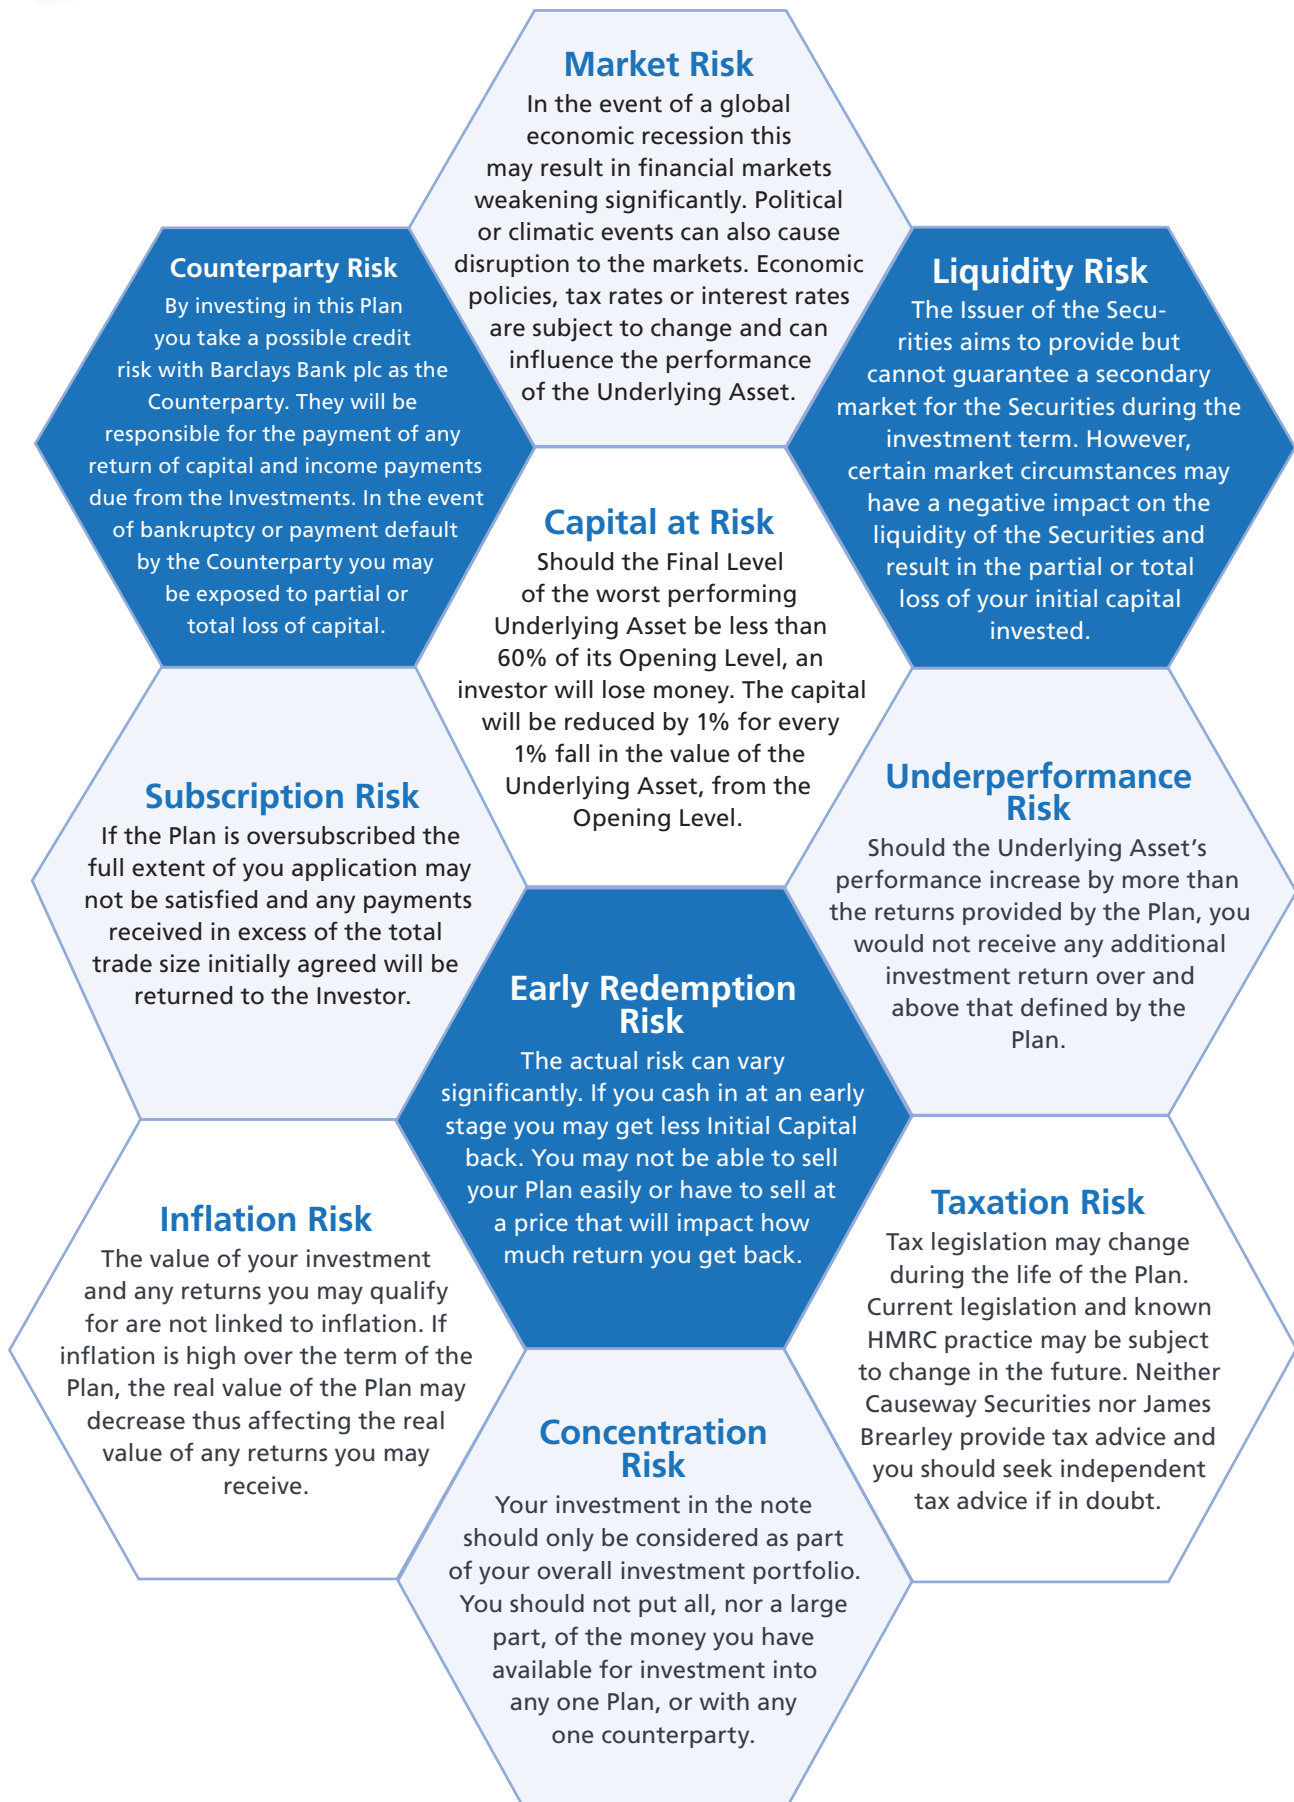 Market Risk
In the event of a global
economic recession this
may result in financial markets
weakening significantly. Political
or climatic events can also cause
disruption to the markets. Economic
policies, tax rates or interest rates
are subject to change and can
influence the performance
of the Underlying Asset.
Counterparty Risk
By investing in this Plan
you take a possible credit
risk with Barclays Bank plc as the
Counterparty. They will be
responsible for the payment of any
return of capital and income payments
due from the Investments. In the event
of bankruptcy or payment default
by the Counterparty you may
be exposed to partial or
total loss of capital.
Liquidity Risk
The Issuer of the Secu-
rities aims to provide but
cannot guarantee a secondary
market for the Securities during the
investment term. However,
certain market circumstances may
have a negative impact on the
liquidity of the Securities and
result in the partial or total
loss of your initial capital
invested.
Capital at Risk
Should the Final Level
of the worst performing
Underlying Asset be less than
60% of its Opening Level, an
investor will lose money. The capital
will be reduced by 1% for every
1% fall in the value of the
Underlying Asset, from the
Opening Level.
Subscription Risk
If the Plan is oversubscribed the
full extent of you application may
not be satisfied and any payments
received in excess of the total
trade size initially agreed will be
returned to the Investor.
Underperformance
Risk
Should the Underlying Asset’s
performance increase by more than
the returns provided by the Plan, you
would not receive any additional
investment return over and
above that defined by the
Plan.
Early Redemption
Risk
The actual risk can vary
significantly. If you cash in at an early
stage you may get less Initial Capital
back. You may not be able to sell
your Plan easily or have to sell at
a price that will impact how
much return you get back.
Inflation Risk
The value of your investment
and any returns you may qualify
for are not linked to inflation. If
inflation is high over the term of the
Plan, the real value of the Plan may
decrease thus affecting the real
value of any returns you may
receive.
Taxation Risk
Tax legislation may change
during the life of the Plan.
Current legislation and known
HMRC practice may be subject
to change in the future. Neither
Causeway Securities nor James
Brearley provide tax advice and
you should seek independent
tax advice if in doubt.
Concentration
Risk
Your investment in the note
should only be considered as part
of your overall investment portfolio.
You should not put all, nor a large
part, of the money you have
available for investment into
any one Plan, or with any
one counterparty.